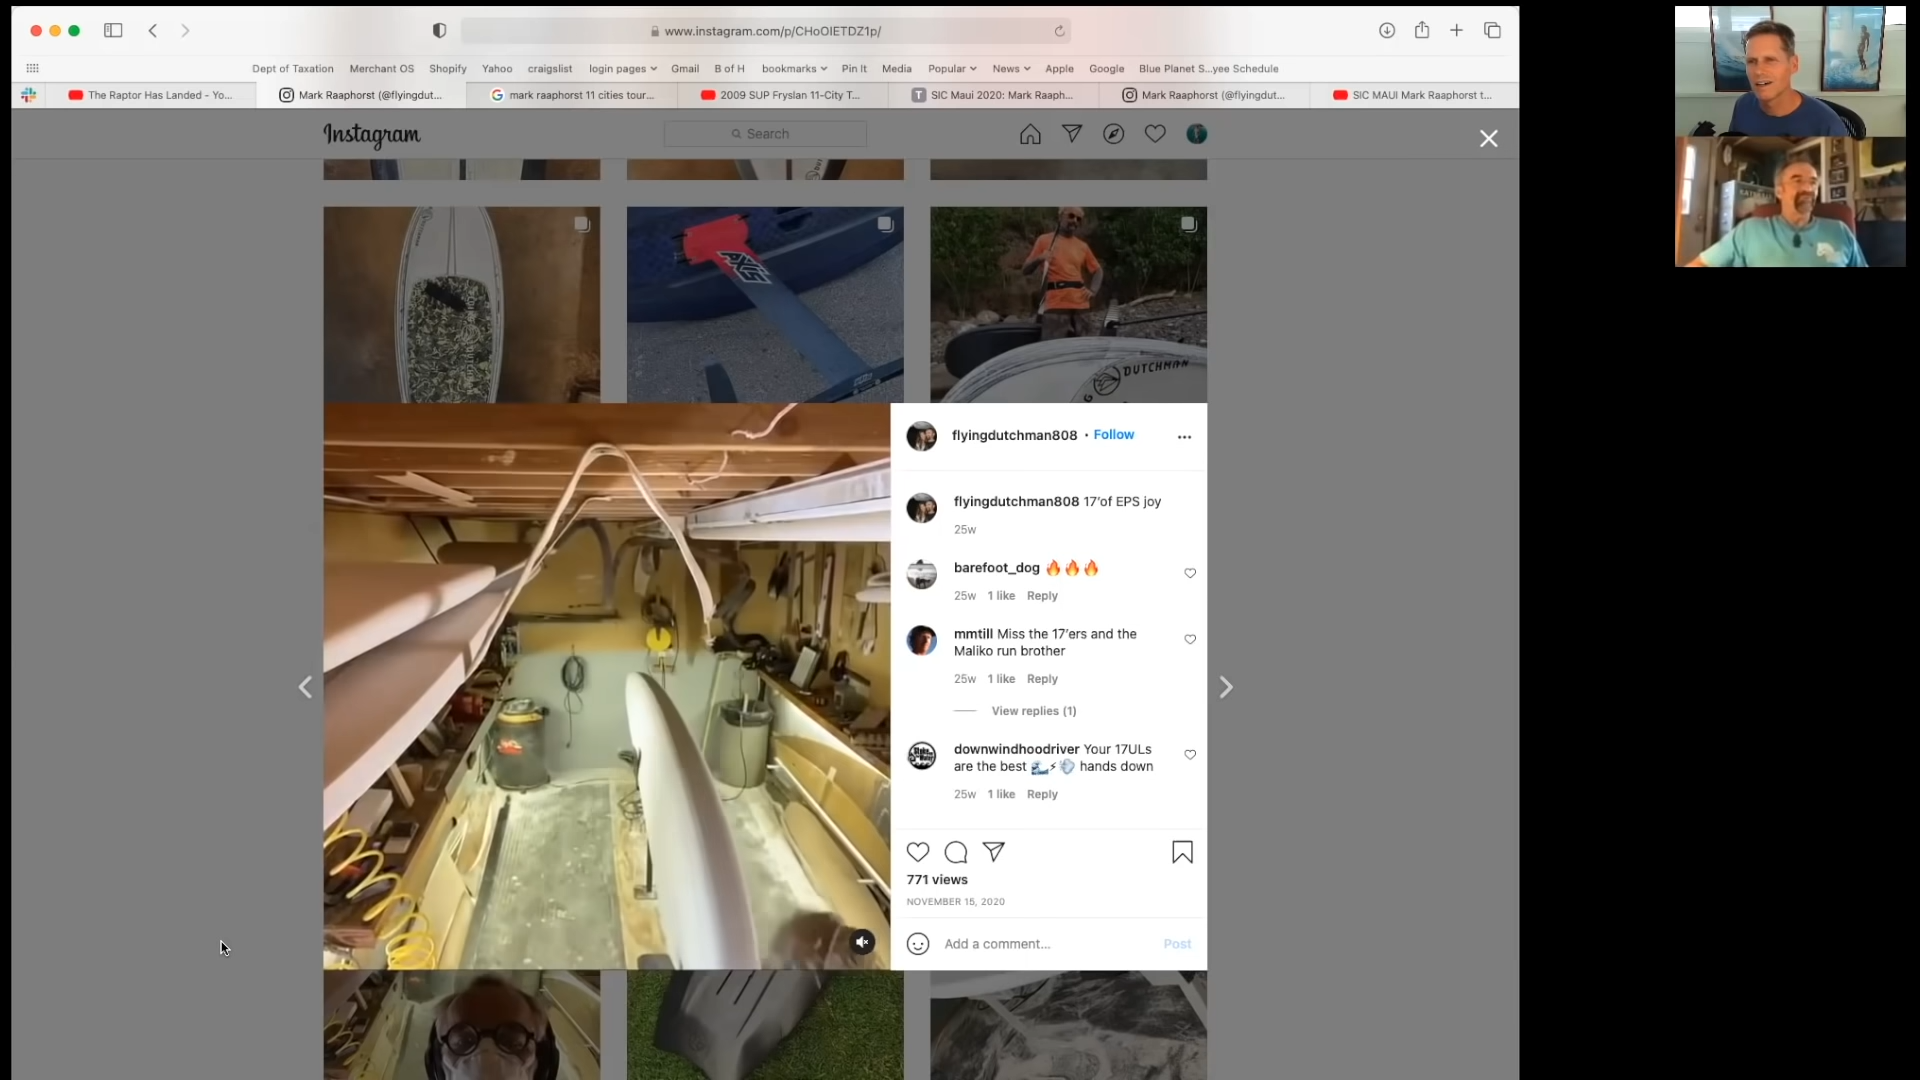 www.instagram.com/p/CHoOIETDZ1p/
Dept of Taxation Merchant OS Shopify Yahoo craigslist login pages Gmail B of H bookmarks Pin It Media Popular News Apple Google Blue Planet S...yee Schedule
The Raptor Has Landed - Yo... Mark Raaphorst (@flyingdut... mark raaphorst 11 cities tour... 2009 SUP Fryslan 11-City T... SIC Maui 2020: Mark Raaph... Mark Raaphorst (@flyingdut... SIC MAUI Mark Raaphorst t...
Instagram
Search
AXIS
DUTCHMAN
flyingdutchman808 • Follow
flyingdutchman808 17'of EPS joy
25w
barefoot_dog 🔥🔥🔥
25w 1 like Reply
mmtill Miss the 17'ers and the
Maliko run brother
25w 1 like Reply
View replies (1)
downwindhoodriver Your 17ULs
are the best 🌊⚡💨 hands down
25w 1 like Reply
771 views
NOVEMBER 15, 2020
Add a comment... Post